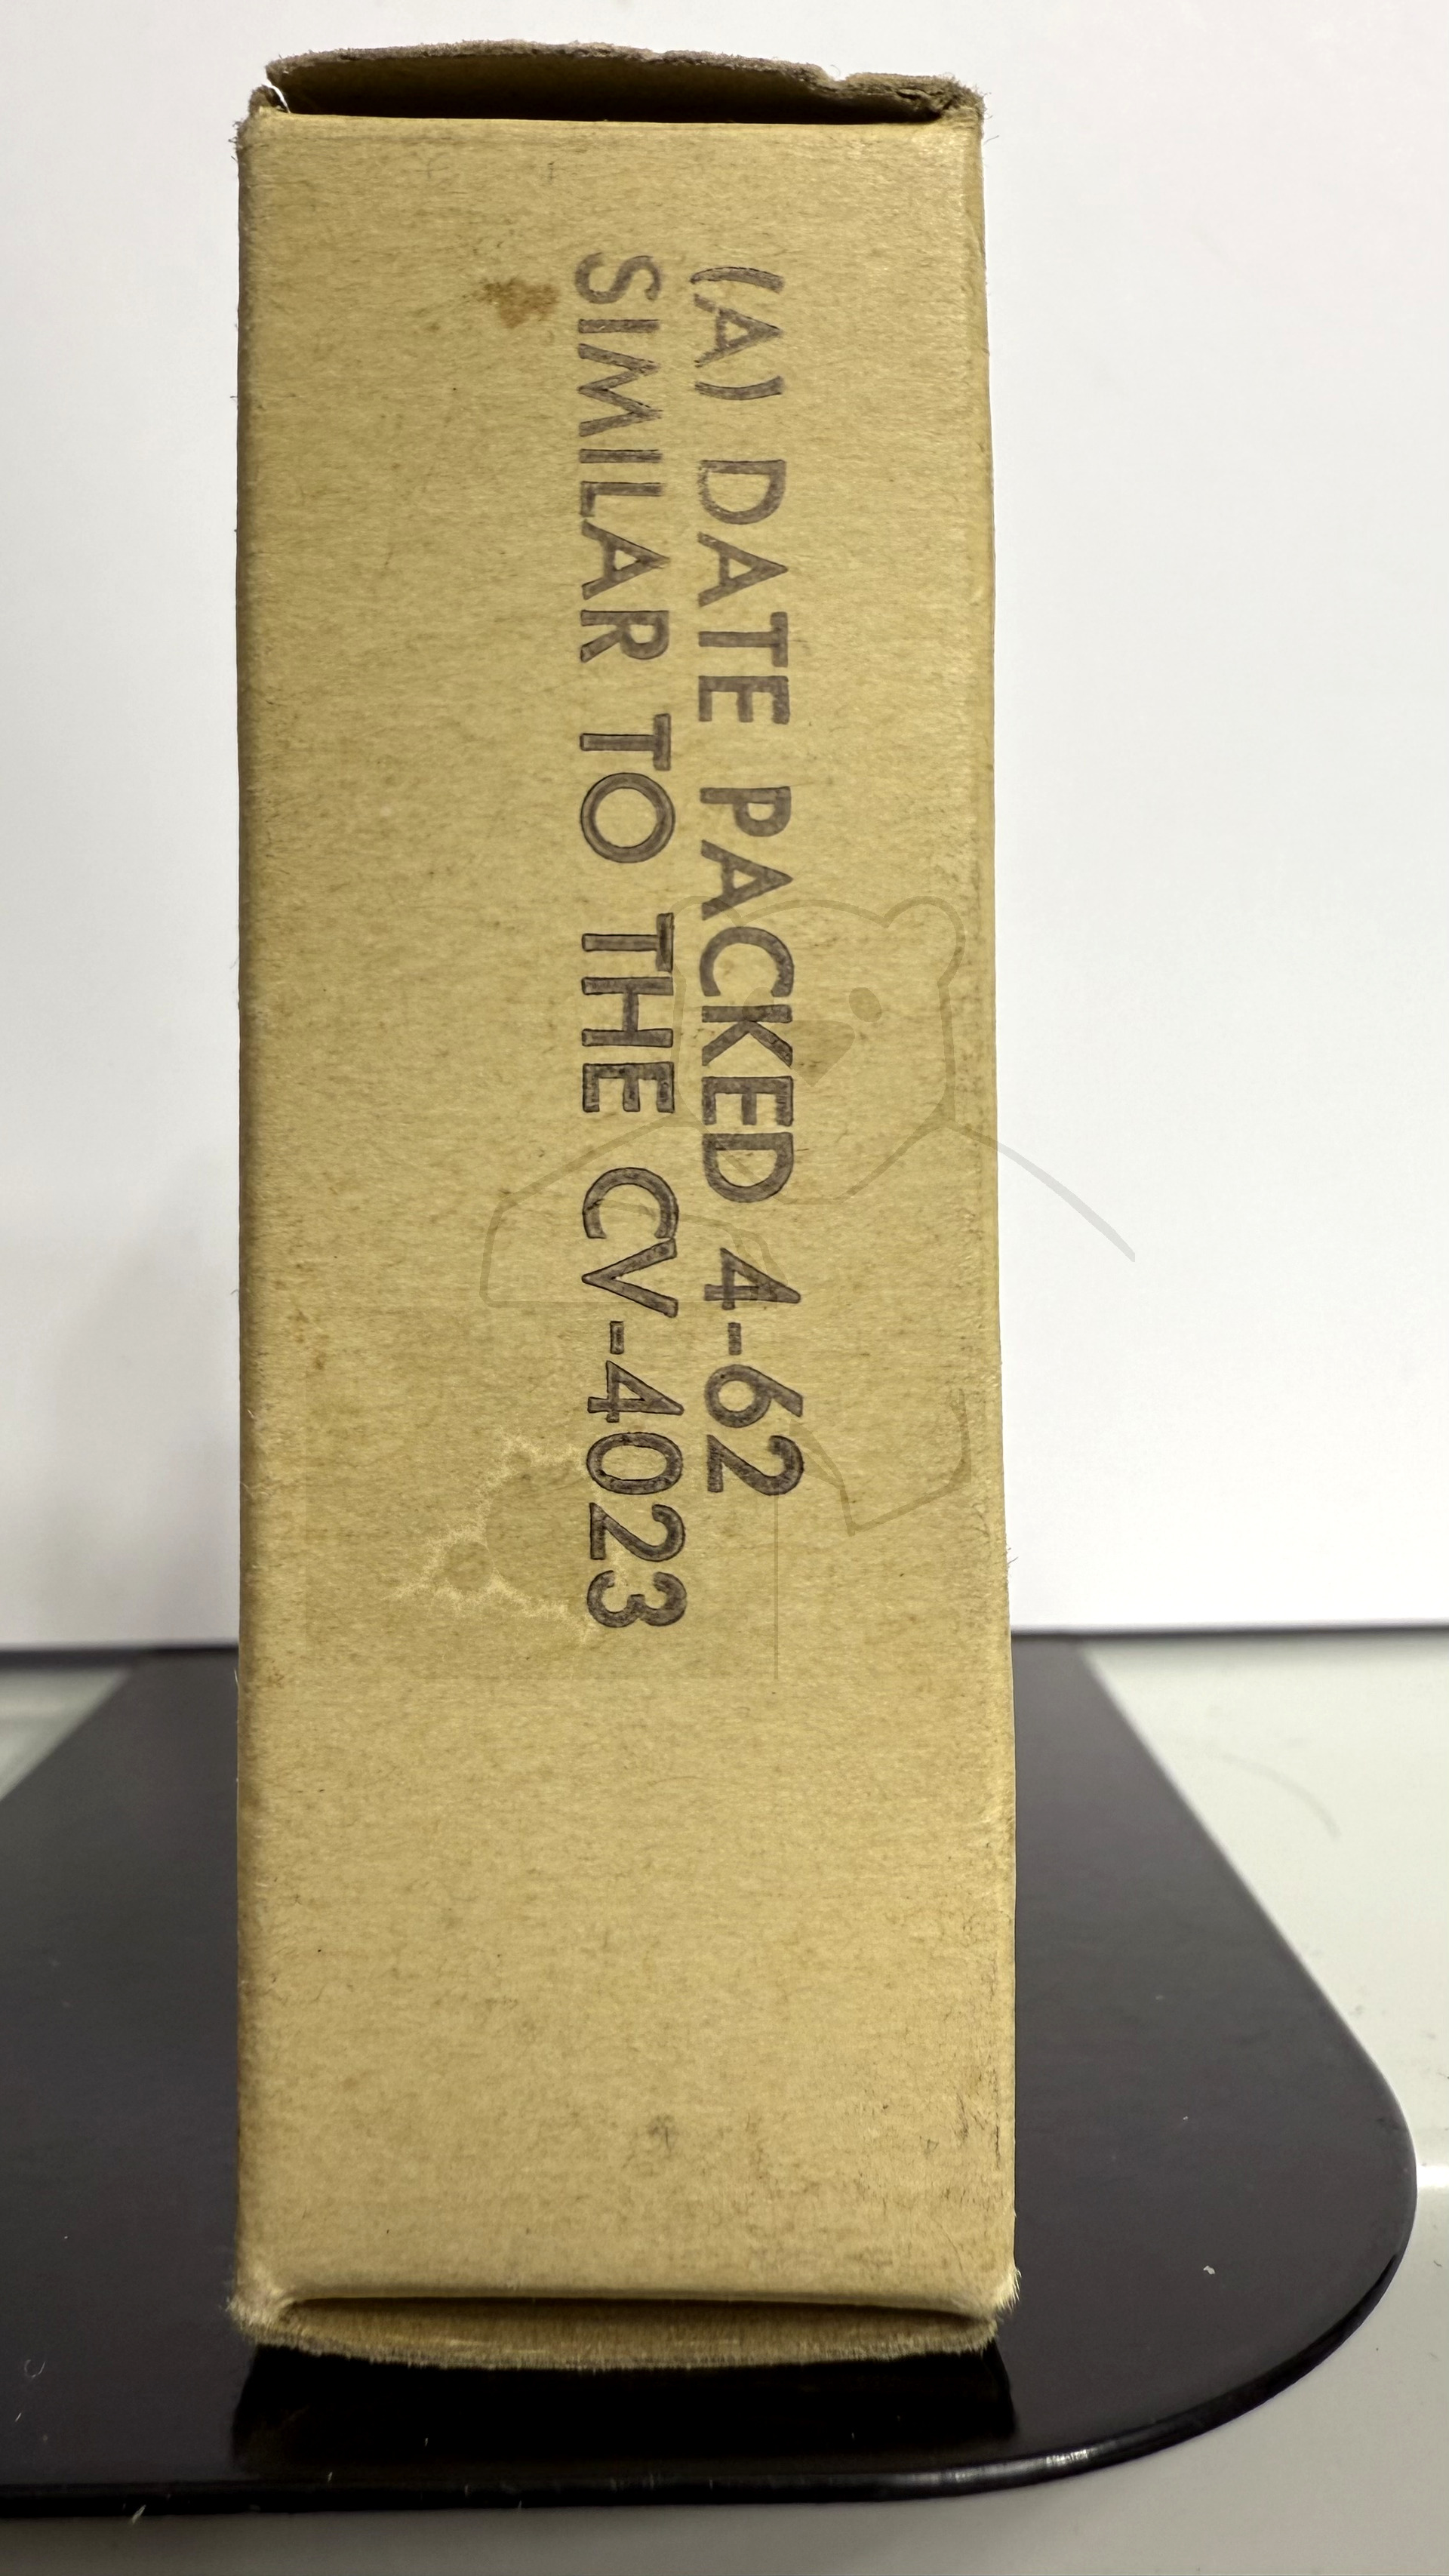 (A) DATE PACKED 4-62
SIMILAR TO THE CV-4023